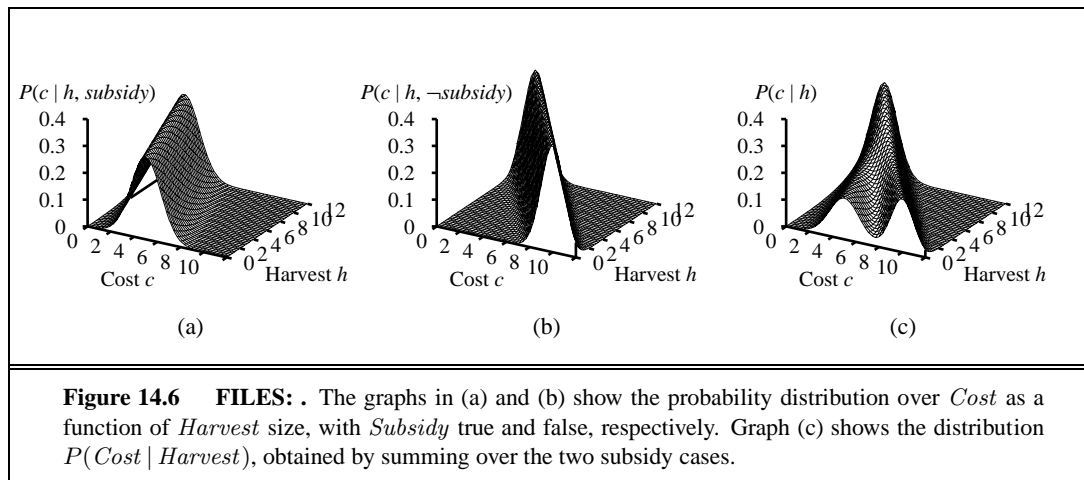 P(c | h, subsidy)
0.4
0.3
0.2
0.1
0
0 2 4 6 8 10
0 2 4 6 8 10 12
Cost c
Harvest h
(a)
P(c | h, ¬subsidy)
0.4
0.3
0.2
0.1
0
0 2 4 6 8 10
0 2 4 6 8 10 12
Cost c
Harvest h
(b)
P(c | h)
0.4
0.3
0.2
0.1
0
0 2 4 6 8 10
0 2 4 6 8 10 12
Cost c
Harvest h
(c)
Figure 14.6 FILES: . The graphs in (a) and (b) show the probability distribution over Cost as a
function of Harvest size, with Subsidy true and false, respectively. Graph (c) shows the distribution
P(Cost | Harvest), obtained by summing over the two subsidy cases.